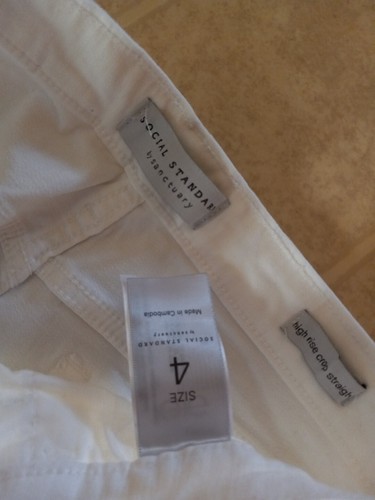 SOCIAL STANDARD
by sanctuary
high rise crop straight
SIZE
4
SOCIAL STANDARD
by sanctuary
Made in Cambodia